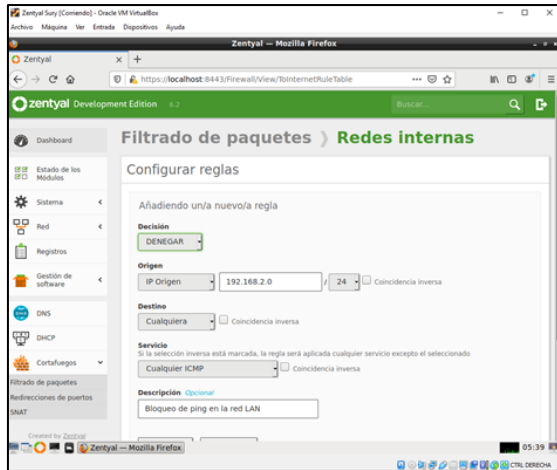 Zentyal Sury [Corriendo] - Oracle VM VirtualBox
Archivo Máquina Ver Entrada Dispositivos Ayuda
Zentyal — Mozilla Firefox
Zentyal
https://localhost:8443/Firewall/View/ToInternetRuleTable
zentyal Development Edition 6.2
Buscar...
Filtrado de paquetes Redes internas
Dashboard
Estado de los Módulos
Sistema
Red
Registros
Gestión de software
DNS
DHCP
Cortafuegos
Filtrado de paquetes
Redirecciones de puertos
SNAT
Created by Zentyal
Configurar reglas
Añadiendo un/a nuevo/a regla
Decisión
DENEGAR
Origen
IP Origen 192.168.2.0 / 24 Coincidencia inversa
Destino
Cualquiera Coincidencia inversa
Servicio
Si la selección inversa está marcada, la regla será aplicada cualquier servicio excepto el seleccionado
Cualquier ICMP Coincidencia inversa
Descripción Opcional
Bloqueo de ping en la red LAN
Zentyal — Mozilla Firefox
05:39
CTRL DERECHA